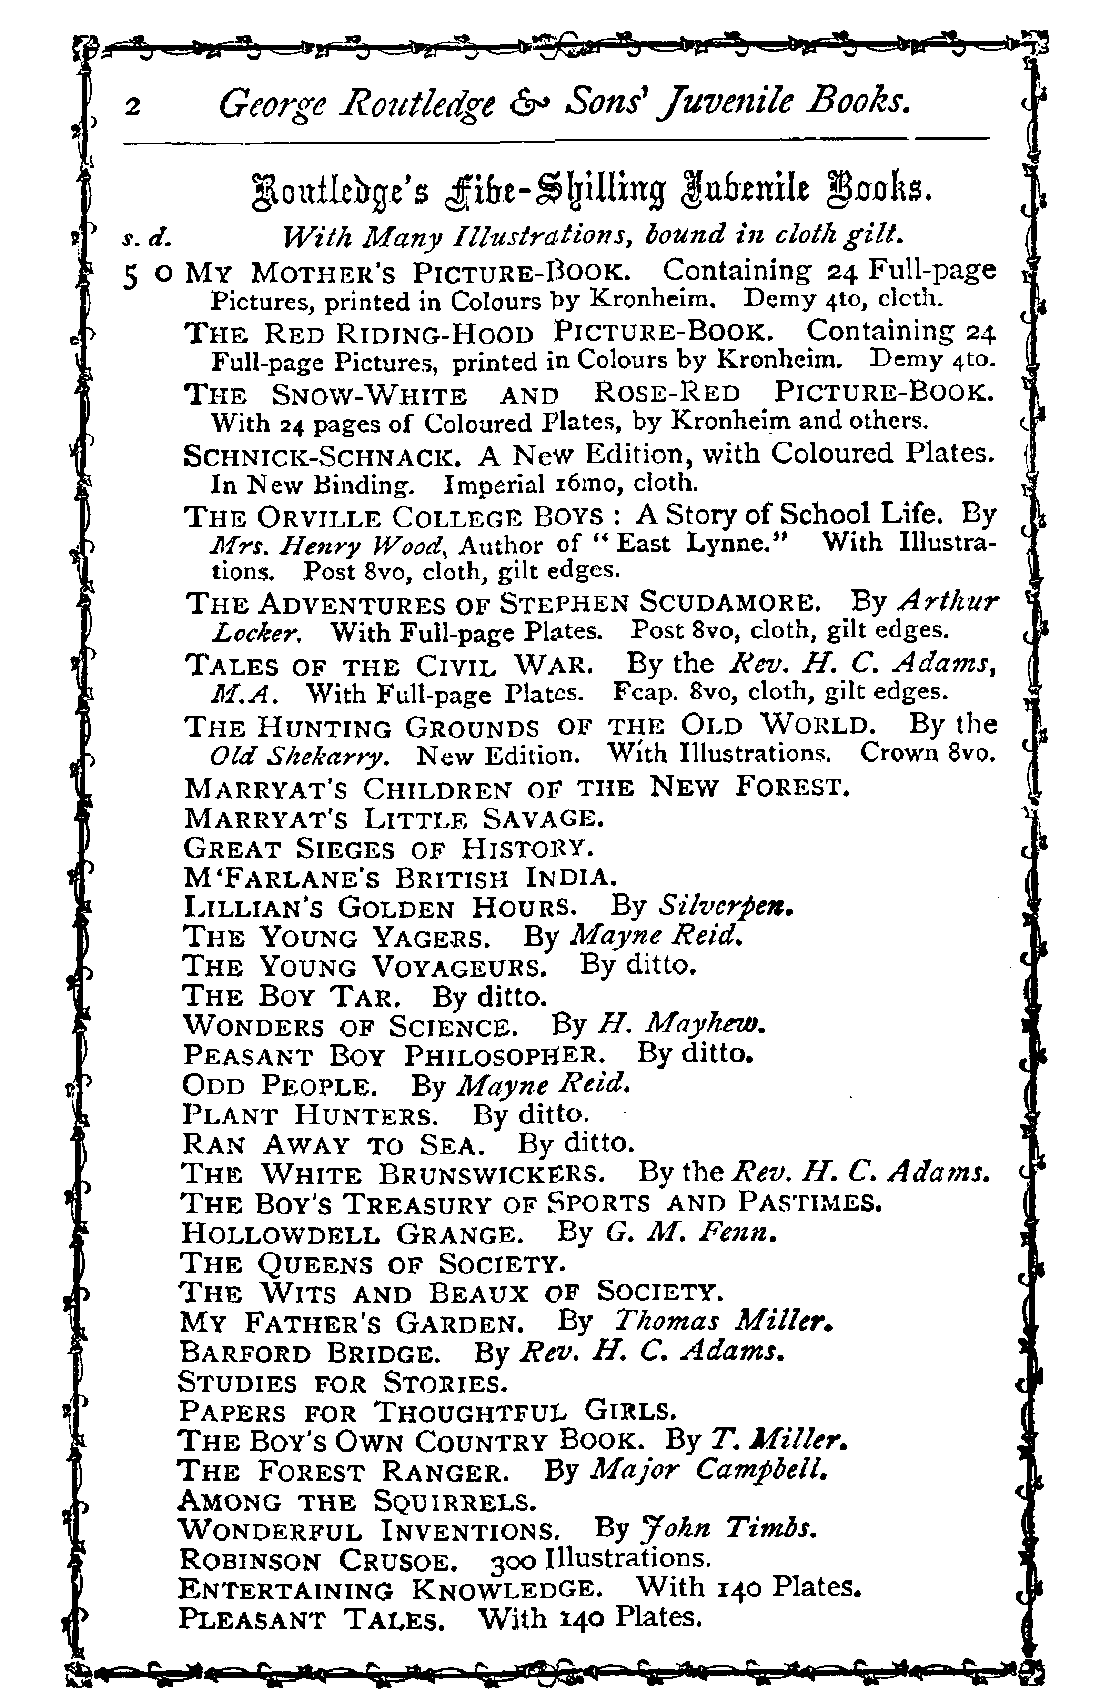 2 George Routledge & Sons' Juvenile Books.
Routledge's Five-Shilling Juvenile Books.
s. d. With Many Illustrations, bound in cloth gilt.
5 0 MY MOTHER'S PICTURE-BOOK. Containing 24 Full-page
Pictures, printed in Colours by Kronheim. Demy 4to, cloth.
THE RED RIDING-HOOD PICTURE-BOOK. Containing 24
Full-page Pictures, printed in Colours by Kronheim. Demy 4to.
THE SNOW-WHITE AND ROSE-RED PICTURE-BOOK.
With 24 pages of Coloured Plates, by Kronheim and others.
SCHNICK-SCHNACK. A New Edition, with Coloured Plates.
In New Binding. Imperial 16mo, cloth.
THE ORVILLE COLLEGE BOYS : A Story of School Life. By
Mrs. Henry Wood, Author of "East Lynne." With Illustra-
tions. Post 8vo, cloth, gilt edges.
THE ADVENTURES OF STEPHEN SCUDAMORE. By Arthur
Locker. With Full-page Plates. Post 8vo, cloth, gilt edges.
TALES OF THE CIVIL WAR. By the Rev. H. C. Adams,
M.A. With Full-page Plates. Fcap. 8vo, cloth, gilt edges.
THE HUNTING GROUNDS OF THE OLD WORLD. By the
Old Shekarry. New Edition. With Illustrations. Crown 8vo.
MARRYAT'S CHILDREN OF THE NEW FOREST.
MARRYAT'S LITTLE SAVAGE.
GREAT SIEGES OF HISTORY.
M'FARLANE'S BRITISH INDIA.
LILLIAN'S GOLDEN HOURS. By Silverpen.
THE YOUNG YAGERS. By Mayne Reid.
THE YOUNG VOYAGEURS. By ditto.
THE BOY TAR. By ditto.
WONDERS OF SCIENCE. By H. Mayhew.
PEASANT BOY PHILOSOPHER. By ditto.
ODD PEOPLE. By Mayne Reid.
PLANT HUNTERS. By ditto.
RAN AWAY TO SEA. By ditto.
THE WHITE BRUNSWICKERS. By the Rev. H. C. Adams.
THE BOY'S TREASURY OF SPORTS AND PASTIMES.
HOLLOWDELL GRANGE. By G. M. Fenn.
THE QUEENS OF SOCIETY.
THE WITS AND BEAUX OF SOCIETY.
MY FATHER'S GARDEN. By Thomas Miller.
BARFORD BRIDGE. By Rev. H. C. Adams.
STUDIES FOR STORIES.
PAPERS FOR THOUGHTFUL GIRLS.
THE BOY'S OWN COUNTRY BOOK. By T. Miller.
THE FOREST RANGER. By Major Campbell.
AMONG THE SQUIRRELS.
WONDERFUL INVENTIONS. By John Timbs.
ROBINSON CRUSOE. 300 Illustrations.
ENTERTAINING KNOWLEDGE. With 140 Plates.
PLEASANT TALES. With 140 Plates.